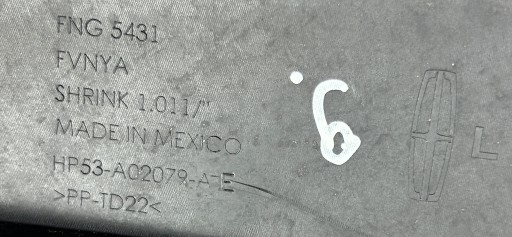 FNG 5431
FVNYA
SHRINK 1.011/"
MADE IN MEXICO
HP53-A02079-A-E
>PP-TD22<
6
L